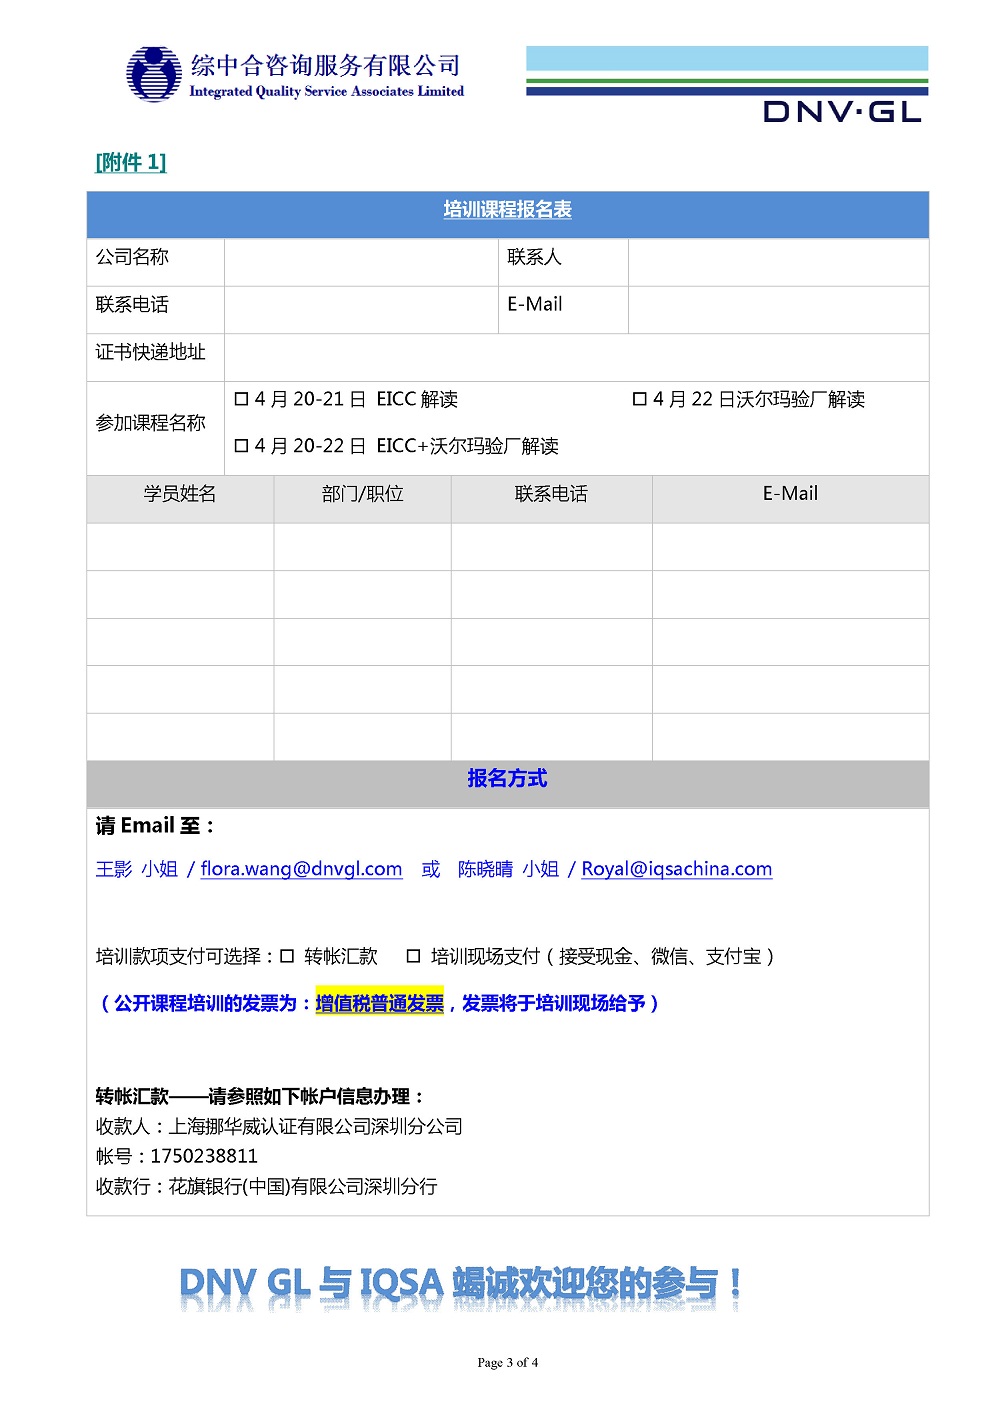 综中合咨询服务有限公司
Integrated Quality Service Associates Limited
DNV·GL
[附件 1]
培训课程报名表
公司名称 联系人
联系电话 E-Mail
证书快递地址
参加课程名称
☐ 4 月 20-21 日 EICC 解读 ☐ 4 月 22 日沃尔玛验厂解读
☐ 4 月 20-22 日 EICC+沃尔玛验厂解读
学员姓名 部门/职位 联系电话 E-Mail
报名方式
请 Email 至：
王影 小姐 / flora.wang@dnvgl.com 或 陈晓晴 小姐 / Royal@iqsachina.com
培训款项支付可选择：☐ 转帐汇款 ☐ 培训现场支付（接受现金、微信、支付宝）
（公开课程培训的发票为：增值税普通发票，发票将于培训现场给予）
转帐汇款——请参照如下帐户信息办理：
收款人：上海挪华威认证有限公司深圳分公司
帐号：1750238811
收款行：花旗银行(中国)有限公司深圳分行
DNV GL 与 IQSA 竭诚欢迎您的参与！
Page 3 of 4